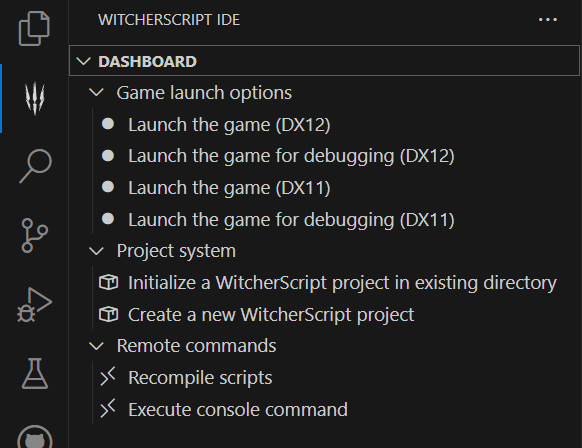 WITCHERSCRIPT IDE
DASHBOARD
Game launch options
Launch the game (DX12)
Launch the game for debugging (DX12)
Launch the game (DX11)
Launch the game for debugging (DX11)
Project system
Initialize a WitcherScript project in existing directory
Create a new WitcherScript project
Remote commands
Recompile scripts
Execute console command